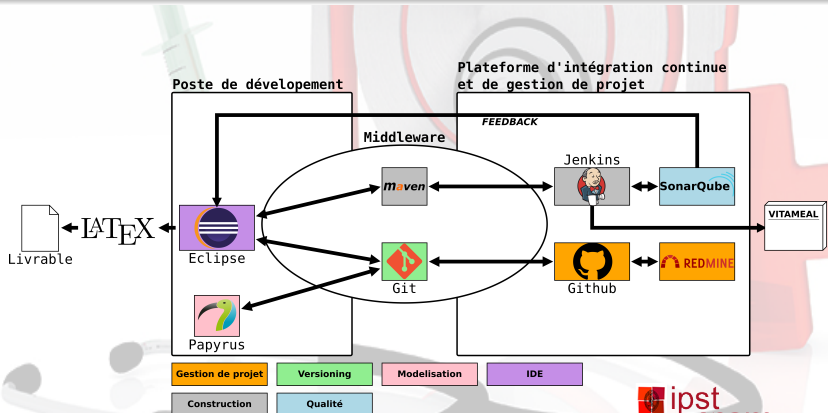 Plateforme d'intégration continue
et de gestion de projet
Poste de dévelopement
FEEDBACK
Middleware
Jenkins
maven
SonarQube
VITAMEAL
LATEX
Livrable
Eclipse
Git
Github
REDMINE
Papyrus
Gestion de projet
Versioning
Modelisation
IDE
Construction
Qualité
ipst